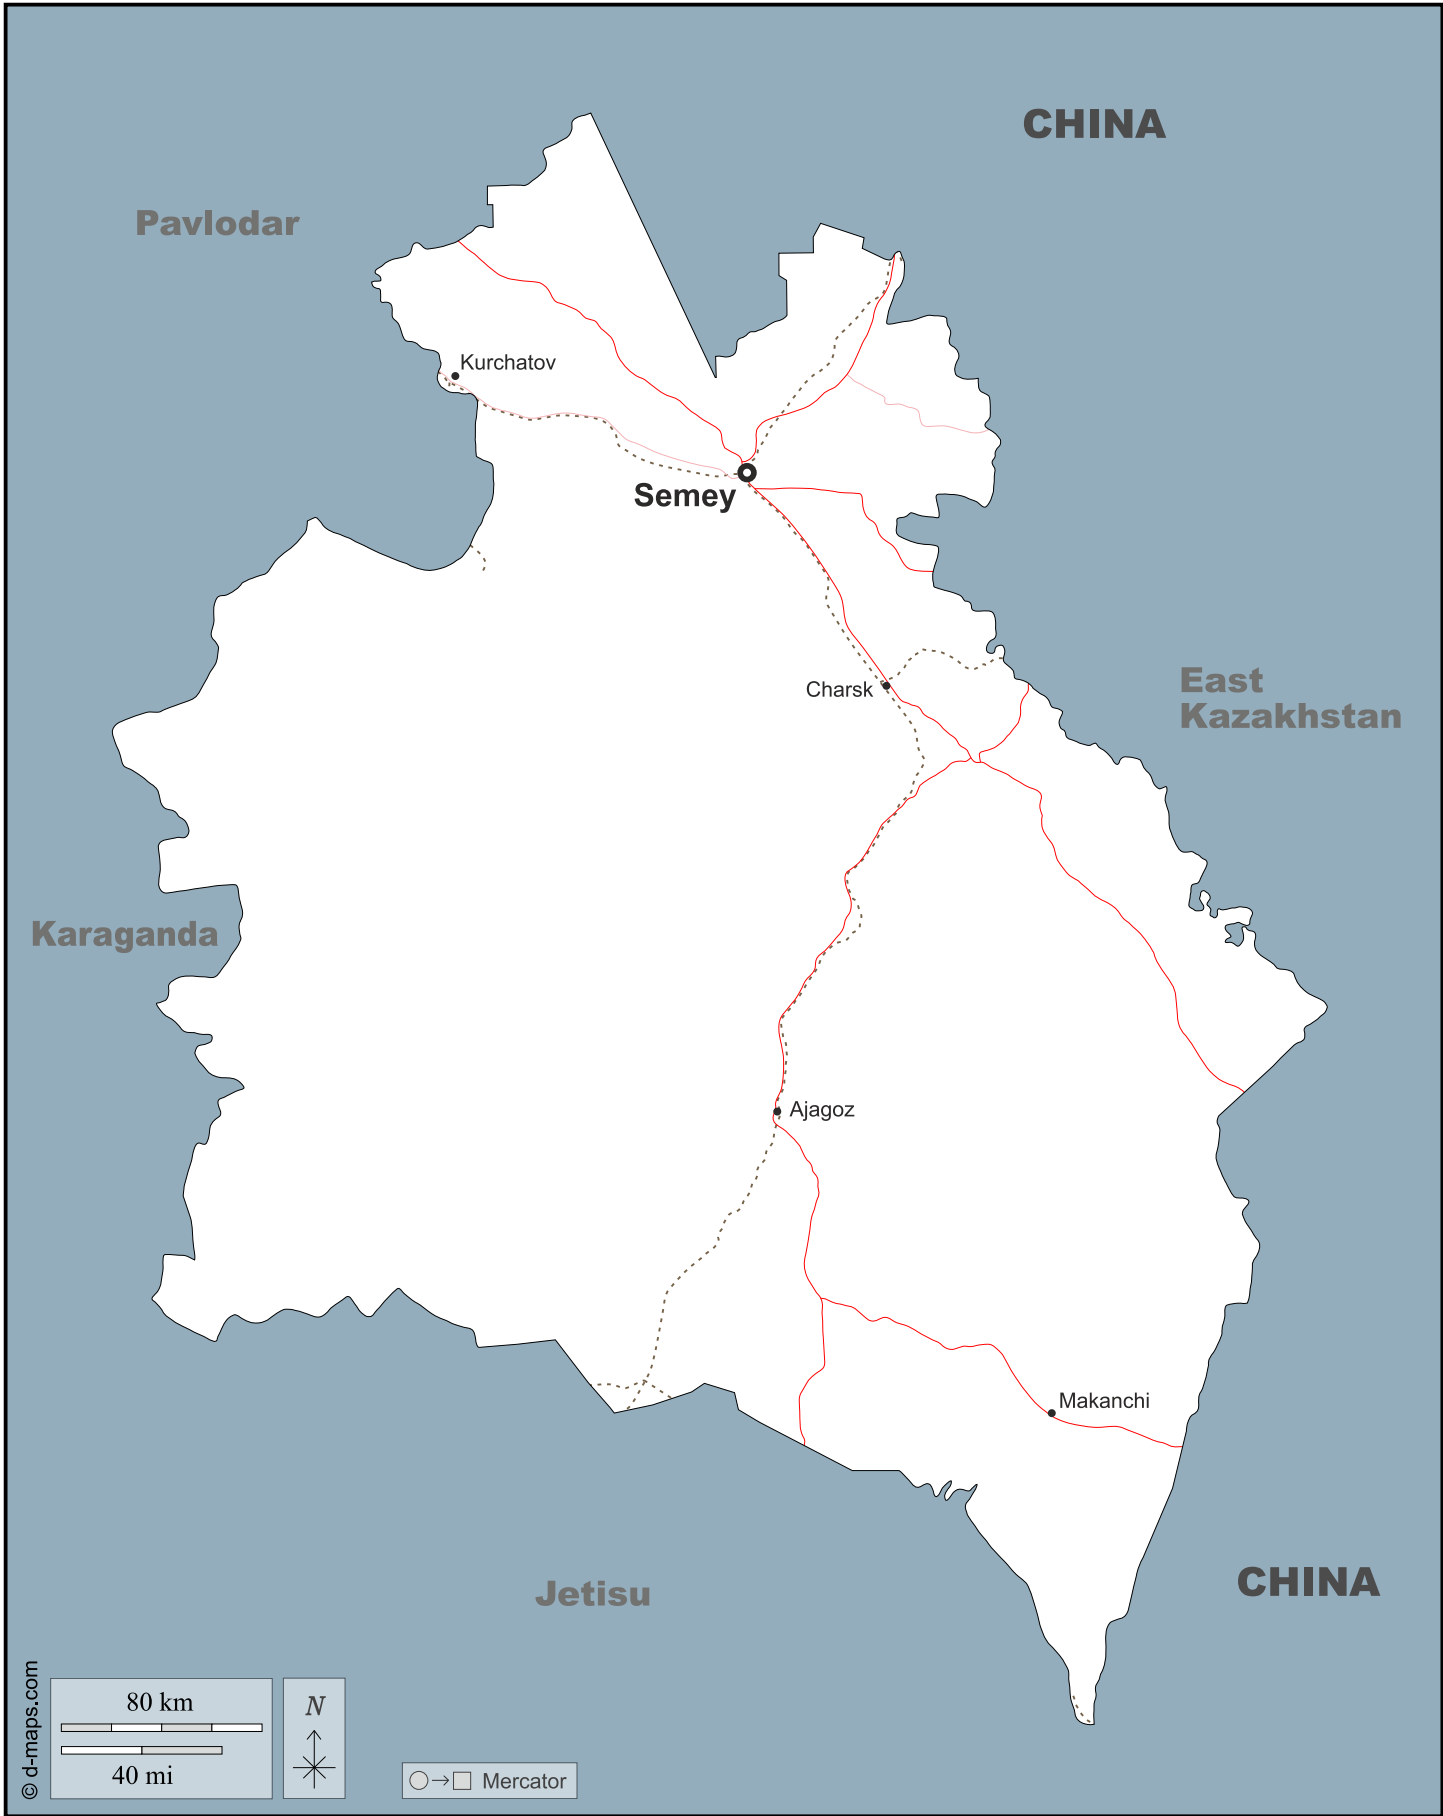 CHINA
Pavlodar
Kurchatov
Semey
East
Kazakhstan
Charsk
Karaganda
Ajagoz
Makanchi
Jetisu
CHINA
© d-maps.com
80 km
40 mi
N
Mercator